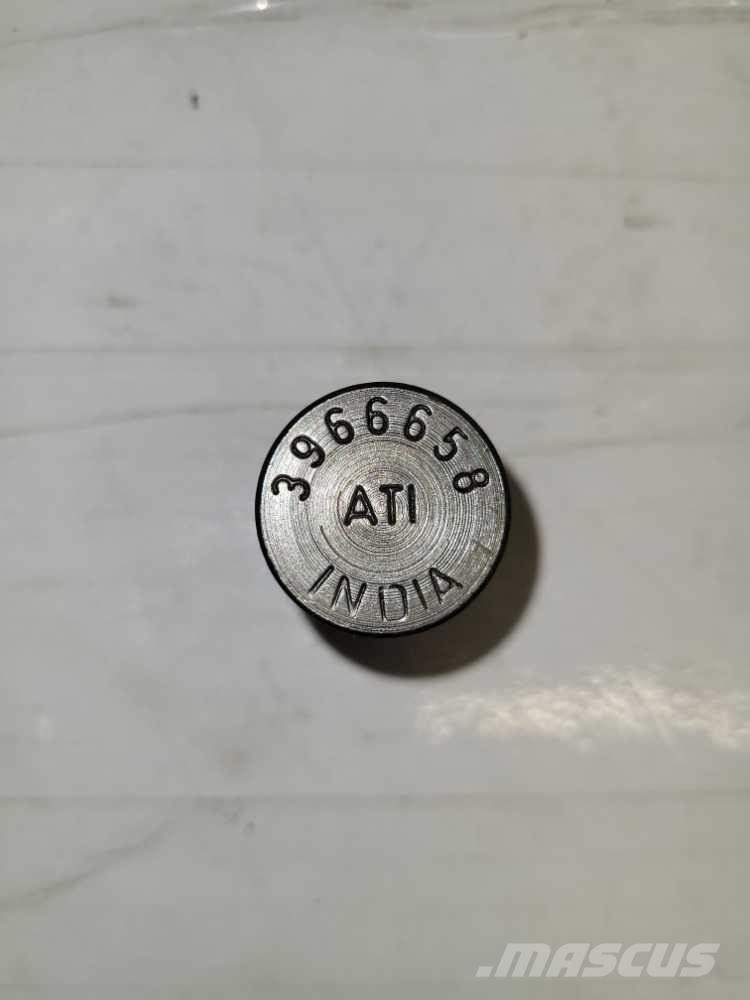 3966658
ATI
INDIA
.MASCUS